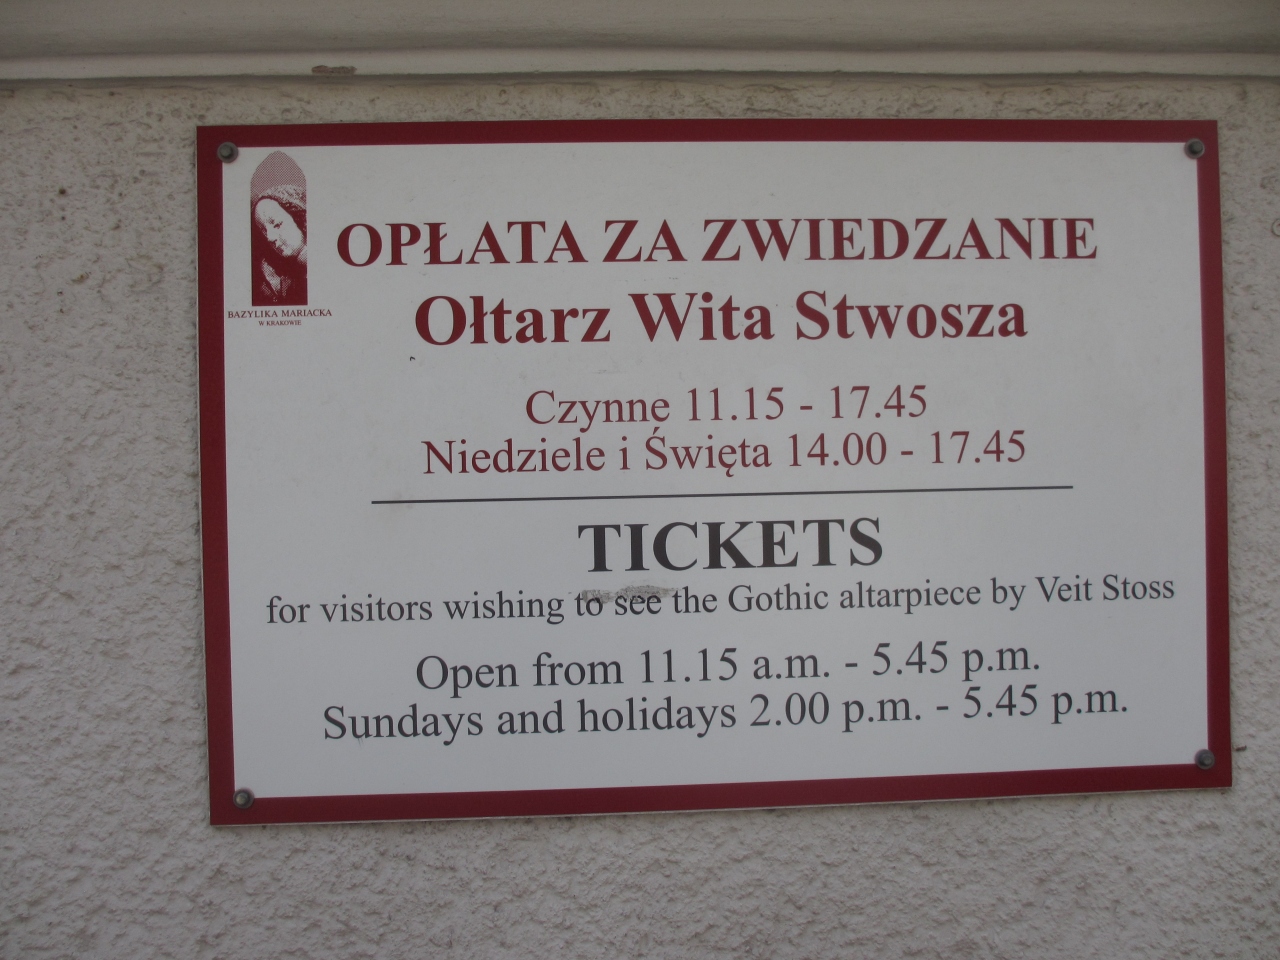 BAZYLIKA MARIACKA
W KRAKOWIE
OPŁATA ZA ZWIEDZANIE
Ołtarz Wita Stwosza
Czynne 11.15 - 17.45
Niedziele i Święta 14.00 - 17.45
TICKETS
for visitors wishing to see the Gothic altarpiece by Veit Stoss
Open from 11.15 a.m. - 5.45 p.m.
Sundays and holidays 2.00 p.m. - 5.45 p.m.